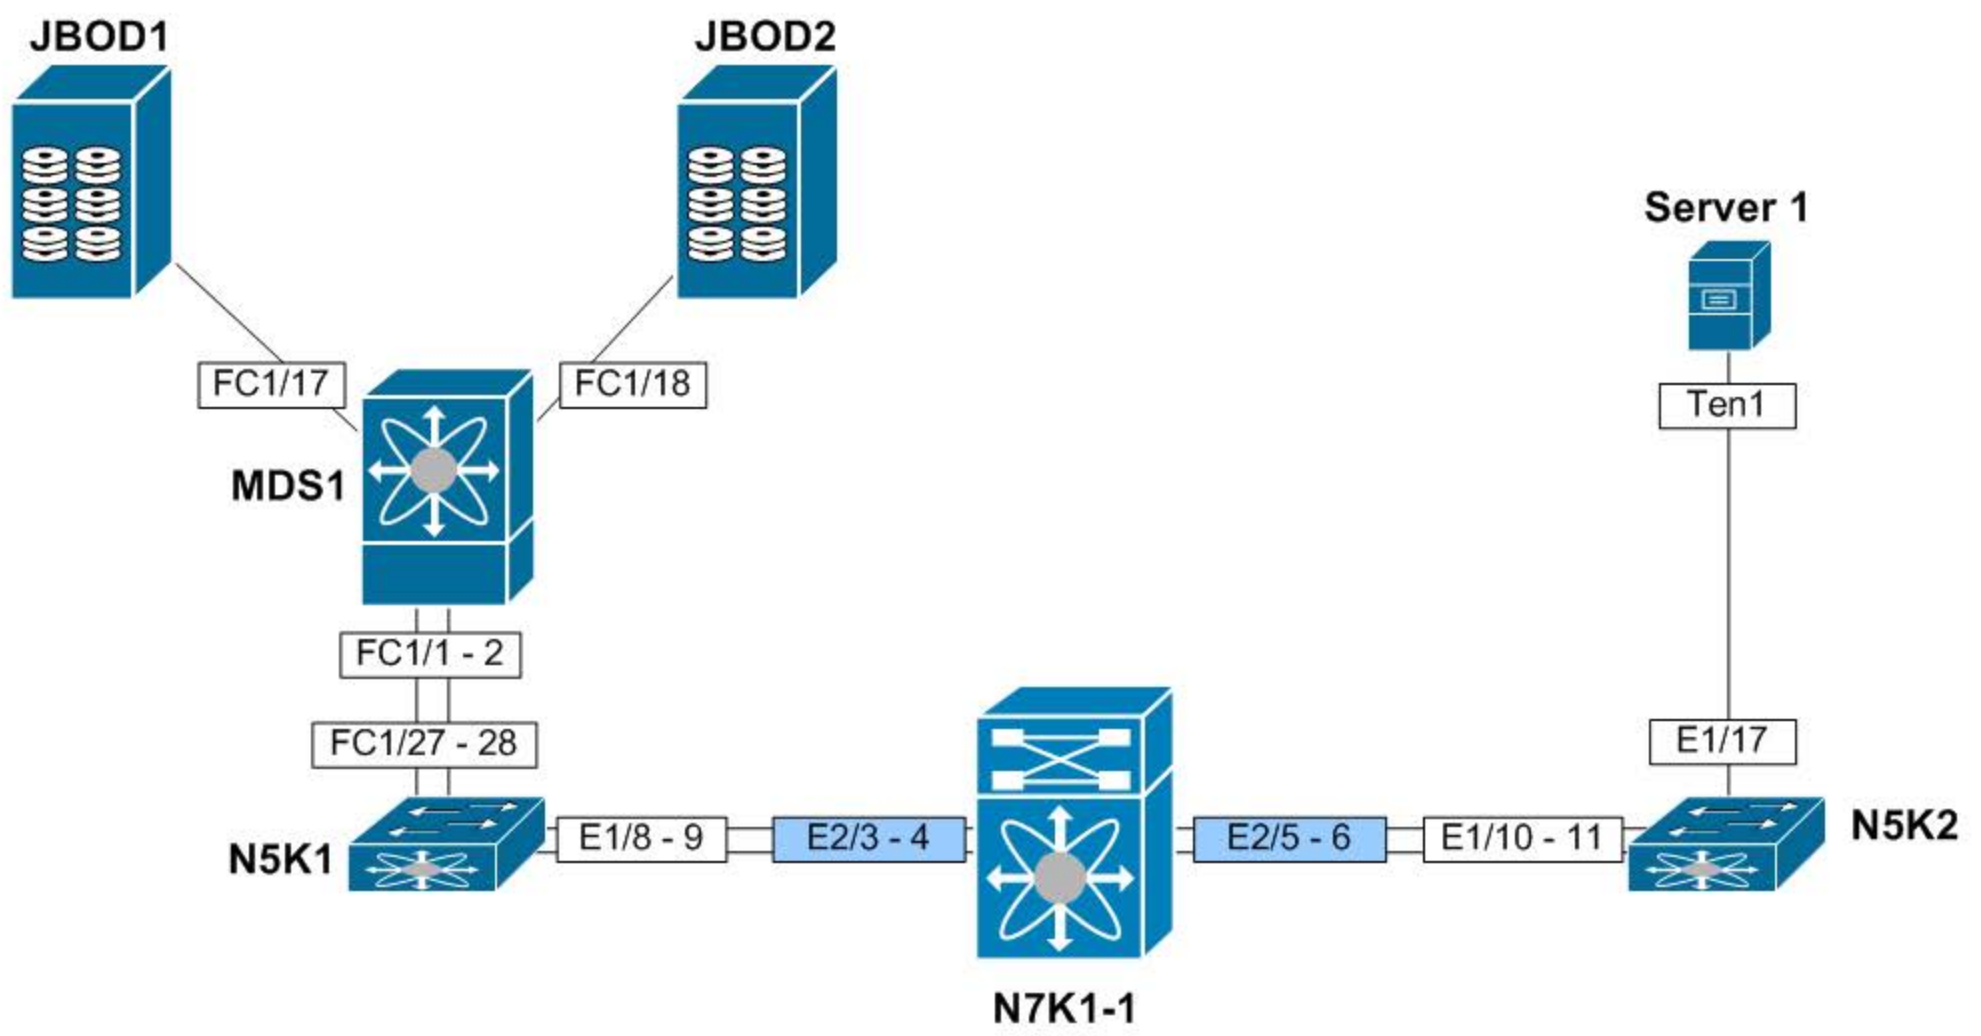 JBOD1
JBOD2
Server 1
FC1/17
FC1/18
Ten1
MDS1
FC1/1 - 2
FC1/27 - 28
E1/17
N5K1
E1/8 - 9
E2/3 - 4
E2/5 - 6
E1/10 - 11
N5K2
N7K1-1